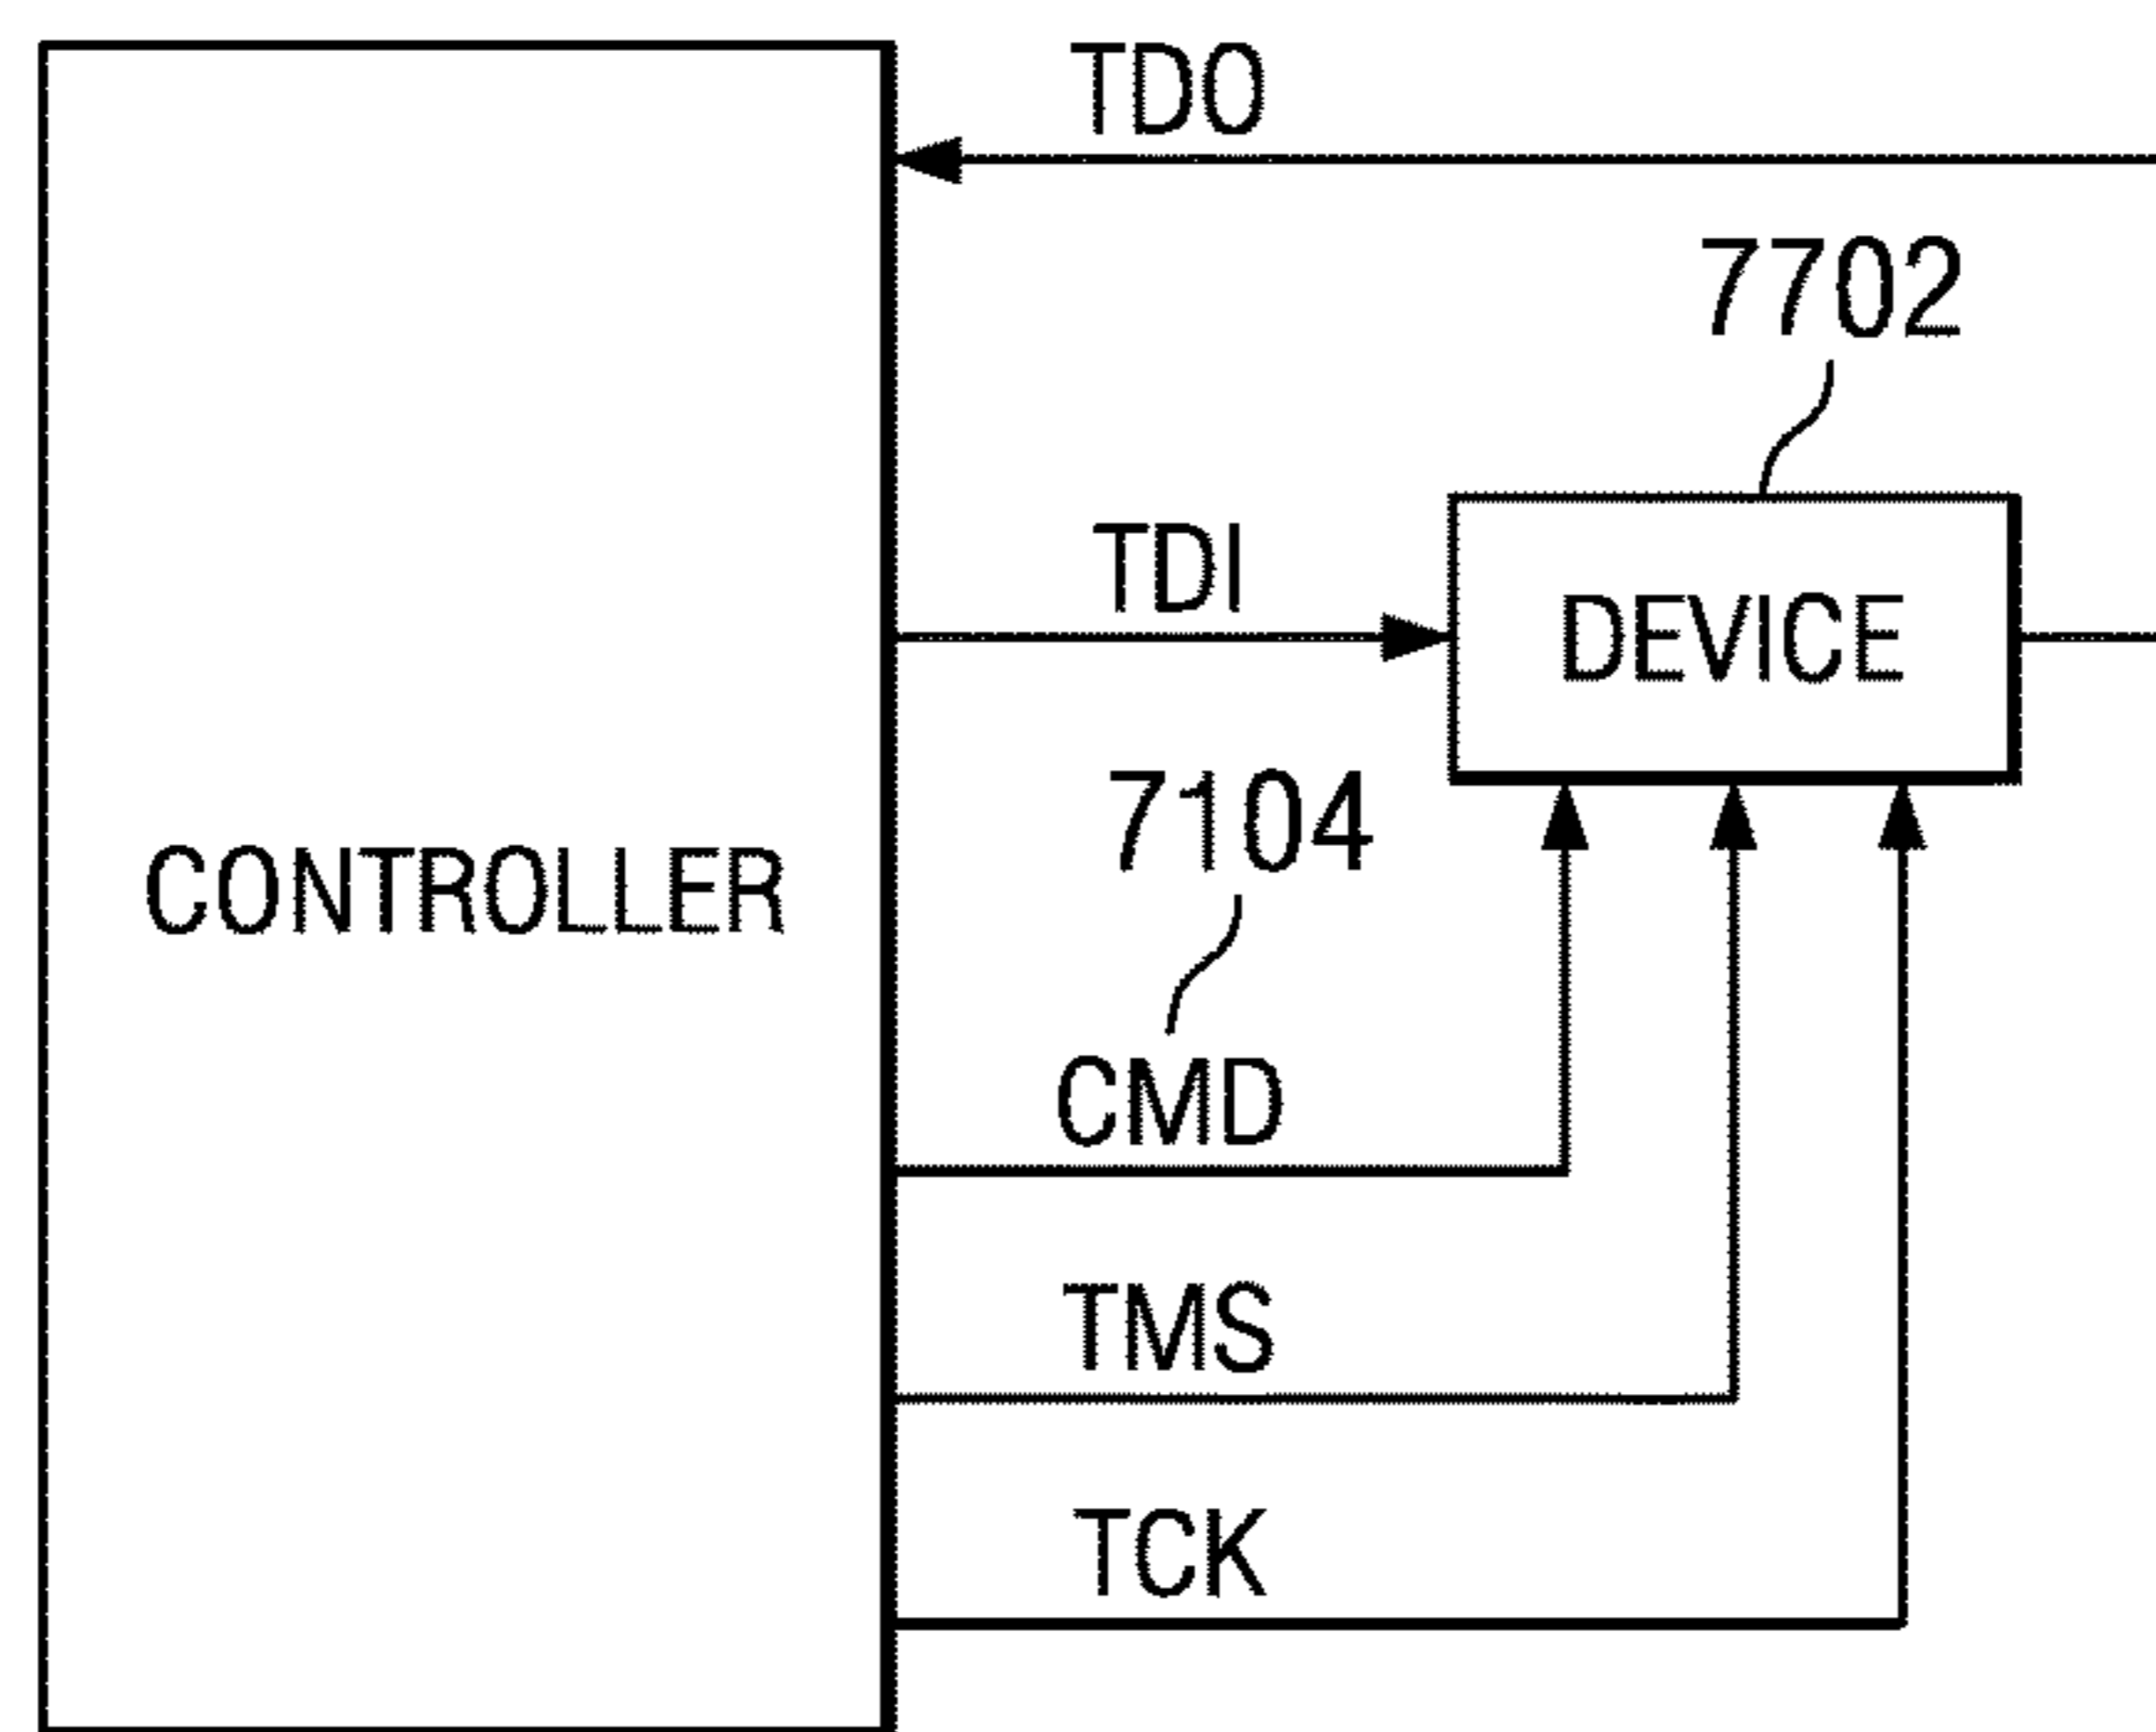 TDO
7702
TDI
DEVICE
7104
CONTROLLER
CMD
TMS
TCK